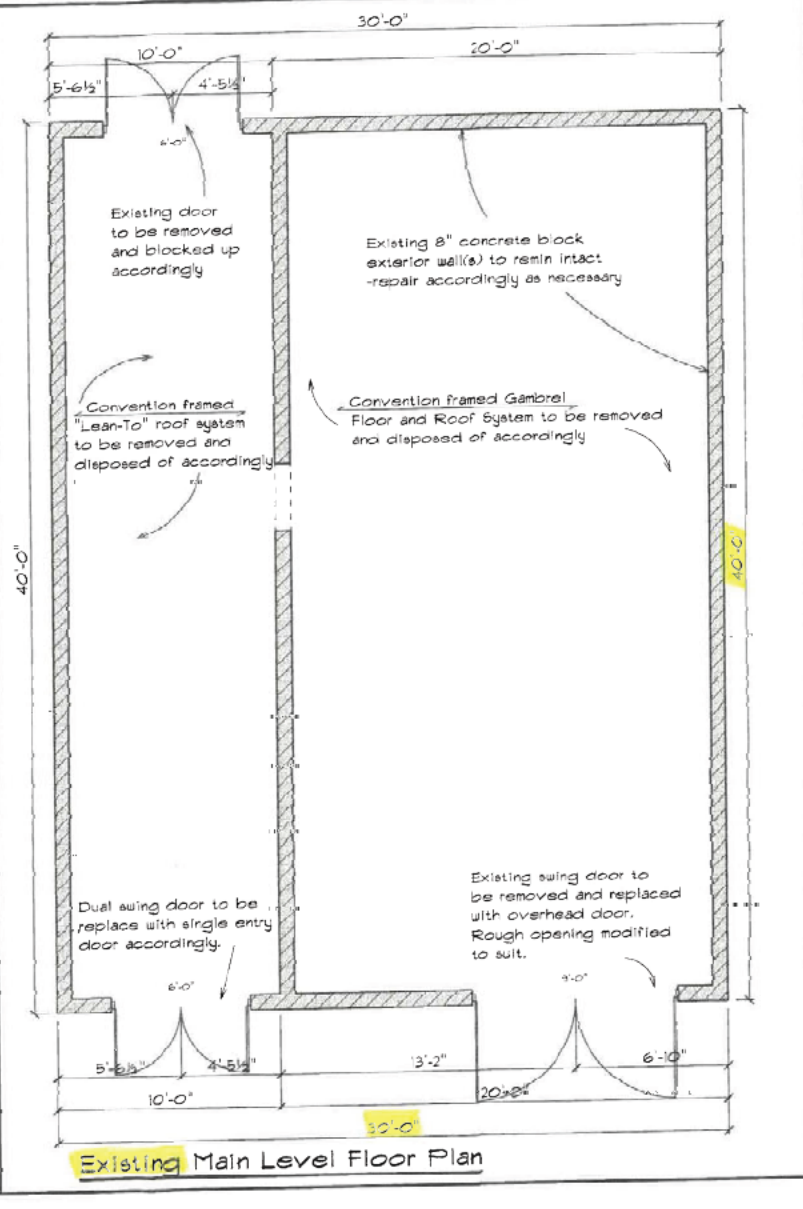 30'-0"
10'-0"
20'-0"
5'-6½"
4'-5½"
6'-0"
Existing door
to be removed
and blocked up
accordingly
Existing 8" concrete block
exterior wall(s) to remin intact
-repair accordingly as necessary
Convention framed
"Lean-To" roof system
to be removed and
disposed of accordingly
Convention framed Gambrel
Floor and Roof System to be removed
and disposed of accordingly
40'-0"
40'-0"
Dual swing door to be
replace with single entry
door accordingly.
Existing swing door to
be removed and replaced
with overhead door.
Rough opening modified
to suit.
6'-0"
9'-0"
5'-6½"
4'-5½"
13'-2"
6'-10"
10'-0"
30'-0"
Existing Main Level Floor Plan